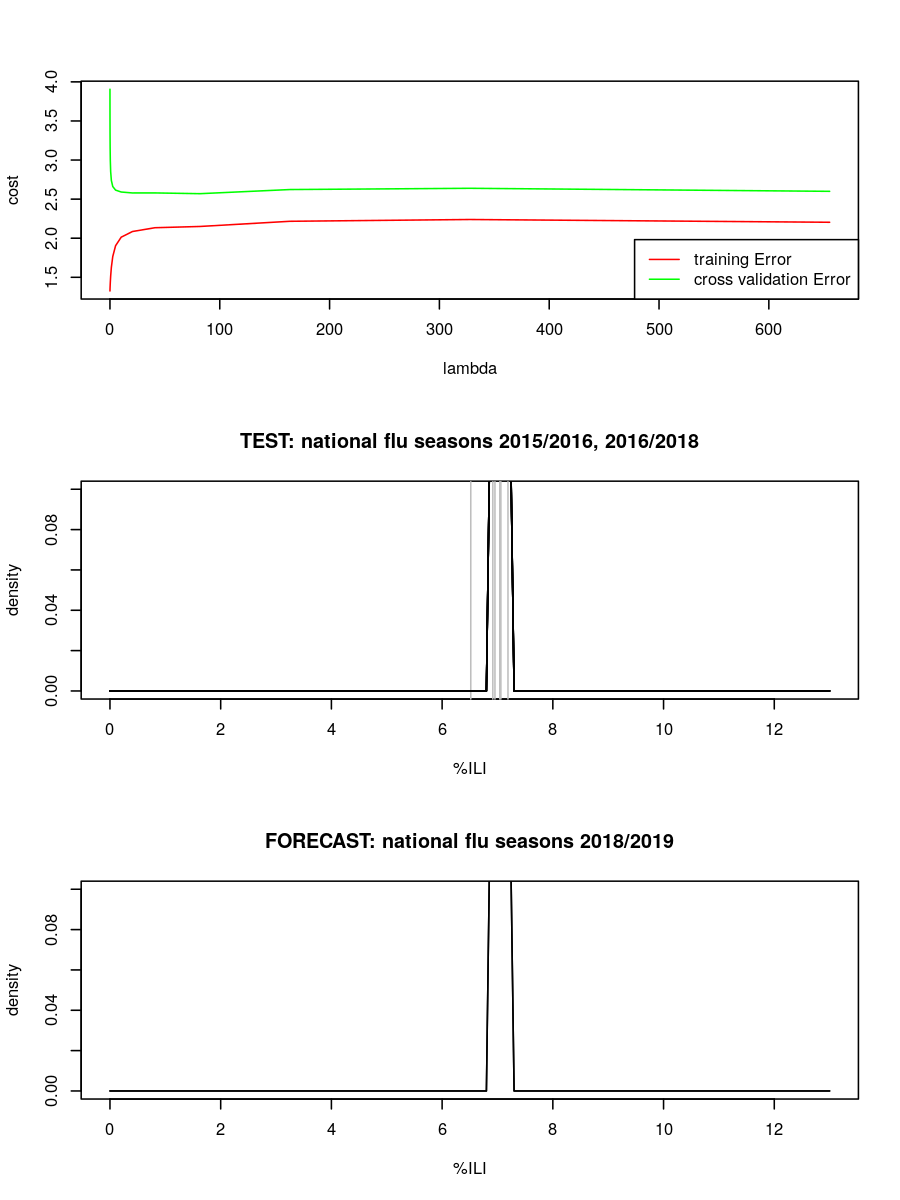 4.0
3.5
3.0
2.5
2.0
1.5
cost
training Error
cross validation Error
0 100 200 300 400 500 600
lambda
TEST: national flu seasons 2015/2016, 2016/2018
0.08
0.04
0.00
density
0 2 4 6 8 10 12
%ILI
FORECAST: national flu seasons 2018/2019
0.08
0.04
0.00
density
0 2 4 6 8 10 12
%ILI